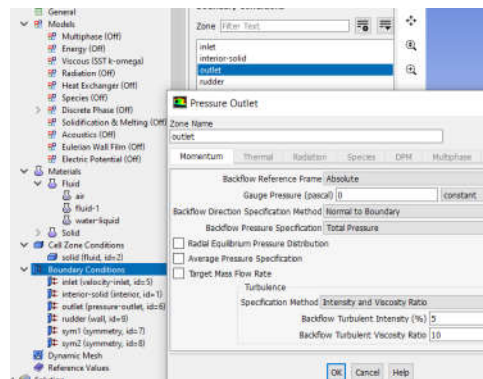 General
Models
Multiphase (Off)
Energy (Off)
Viscous (SST k-omega)
Radiation (Off)
Heat Exchanger (Off)
Species (Off)
Discrete Phase (Off)
Solidification & Melting (Off)
Acoustics (Off)
Eulerian Wall Film (Off)
Electric Potential (Off)
Materials
Fluid
air
fluid-1
water-liquid
Solid
Cell Zone Conditions
solid (fluid, id=2)
Boundary Conditions
inlet (velocity-inlet, id=5)
interior-solid (interior, id=1)
outlet (pressure-outlet, id=6)
rudder (wall, id=9)
sym1 (symmetry, id=7)
sym2 (symmetry, id=8)
Dynamic Mesh
Reference Values
Boundary Conditions
Zone Filter Text
inlet
interior-solid
outlet
rudder
Pressure Outlet
Zone Name
outlet
Momentum Thermal Radiation Species DPM Multiphase
Backflow Reference Frame Absolute
Gauge Pressure (pascal) 0 constant
Backflow Direction Specification Method Normal to Boundary
Backflow Pressure Specification Total Pressure
Radial Equilibrium Pressure Distribution
Average Pressure Specification
Target Mass Flow Rate
Turbulence
Specification Method Intensity and Viscosity Ratio
Backflow Turbulent Intensity (%) 5
Backflow Turbulent Viscosity Ratio 10
OK Cancel Help